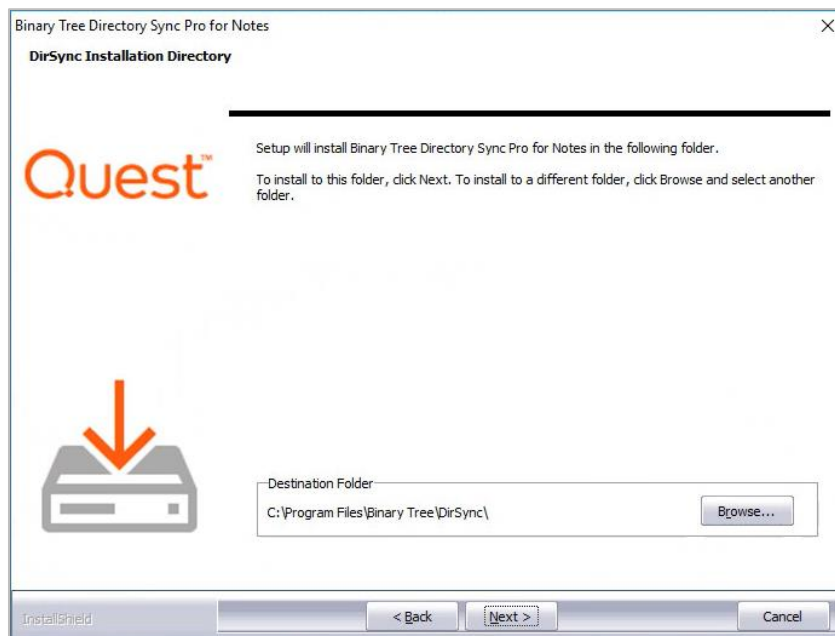 Binary Tree Directory Sync Pro for Notes
DirSync Installation Directory
Quest™
Setup will install Binary Tree Directory Sync Pro for Notes in the following folder.
To install to this folder, click Next. To install to a different folder, click Browse and select another
folder.
Destination Folder
C:\Program Files\Binary Tree\DirSync\
Browse...
InstallShield
< Back
Next >
Cancel